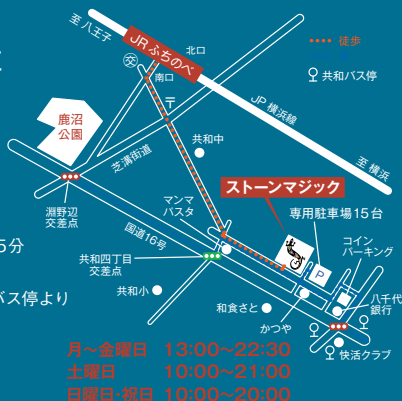 至 八王子
JRふちのべ
北口
南口
交
〒
徒歩
共和バス停
JP 横浜線
至 横浜
鹿沼
公園
芝溝街道
共和中
淵野辺
交差点
マンマ
パスタ
ストーンマジック
専用駐車場15台
P
コイン
パーキング
国道16号
5分
共和四丁目
交差点
共和小
バス停より
和食さと
かつや
八千代
銀行
快活クラブ
月〜金曜日 13:00〜22:30
土曜日 10:00〜21:00
日曜日・祝日 10:00〜20:00